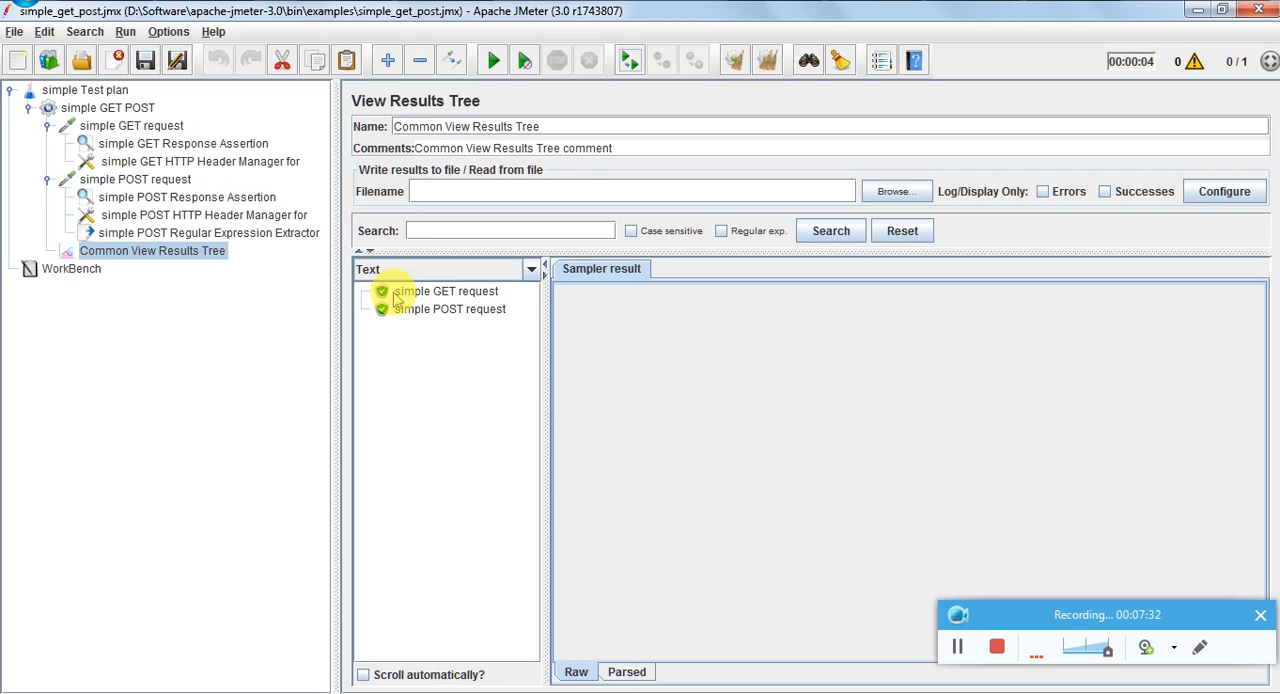 simple_get_post.jmx (D:\Software\apache-jmeter-3.0\bin\examples\simple_get_post.jmx) - Apache JMeter (3.0 r1743807)
File Edit Search Run Options Help
00:00:04 0 0 / 1
simple Test plan
simple GET POST
simple GET request
simple GET Response Assertion
simple GET HTTP Header Manager for
simple POST request
simple POST Response Assertion
simple POST HTTP Header Manager for
simple POST Regular Expression Extractor
Common View Results Tree
WorkBench
View Results Tree
Name: Common View Results Tree
Comments: Common View Results Tree comment
Write results to file / Read from file
Filename Browse... Log/Display Only: Errors Successes Configure
Search: Case sensitive Regular exp. Search Reset
Text
simple GET request
simple POST request
Scroll automatically?
Sampler result
Raw Parsed
Recording... 00:07:32